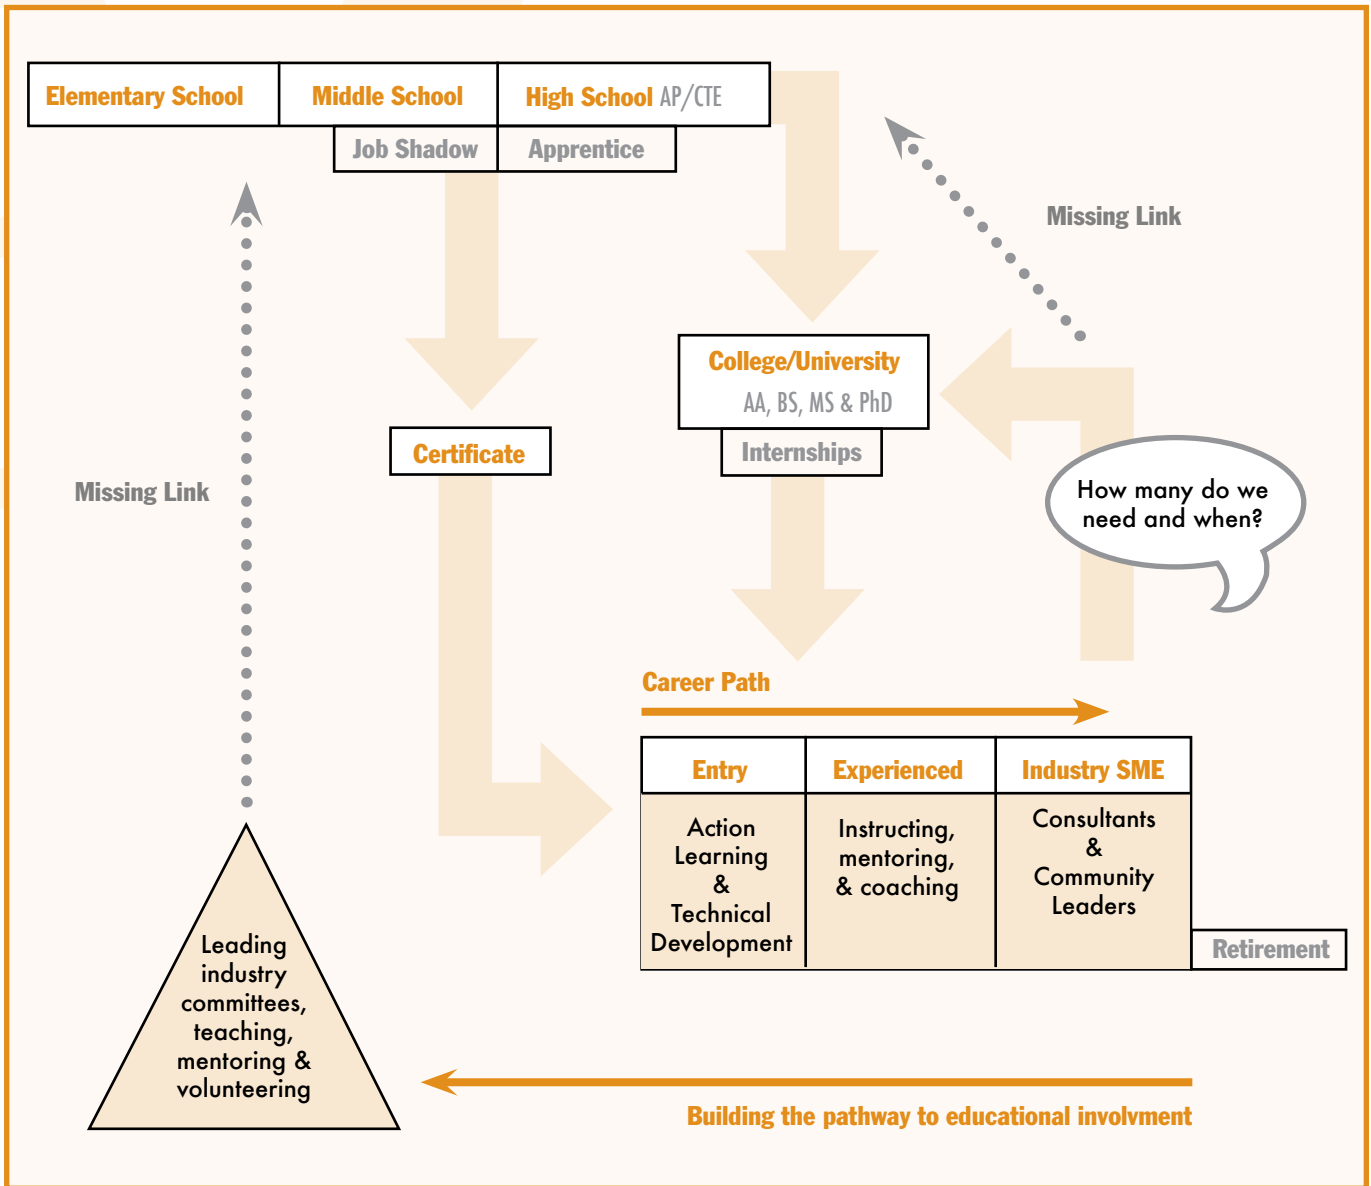 Elementary School
Middle School
High School AP/CTE
Job Shadow
Apprentice
Missing Link
College/University
AA, BS, MS & PhD
Internships
Certificate
Missing Link
How many do we
need and when?
Career Path
Entry
Experienced
Industry SME
Action
Learning
&
Technical
Development
Instructing,
mentoring,
& coaching
Consultants
&
Community
Leaders
Retirement
Leading
industry
committees,
teaching,
mentoring &
volunteering
Building the pathway to educational involvment